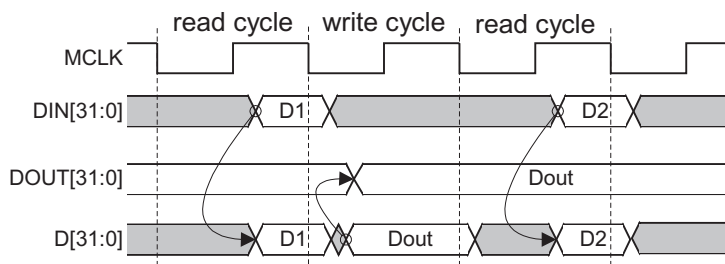 read cycle write cycle read cycle
MCLK
DIN[31:0] D1 D2
DOUT[31:0] Dout
D[31:0] D1 Dout D2